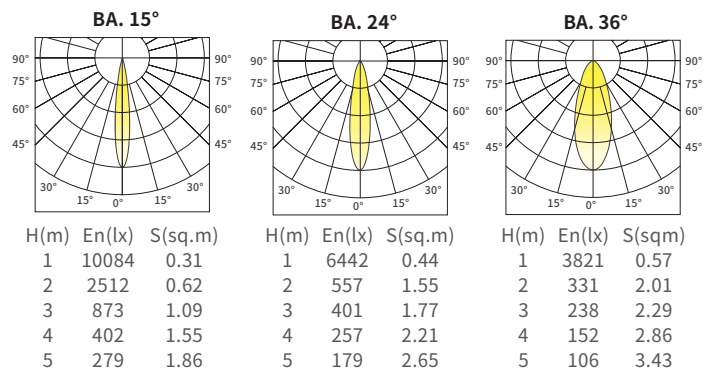 BA. 15°
90° 90°
75° 75°
60° 60°
45° 45°
30° 30°
15° 0° 15°
H(m) En(lx) S(sq.m)
1 10084 0.31
2 2512 0.62
3 873 1.09
4 402 1.55
5 279 1.86
BA. 24°
90° 90°
75° 75°
60° 60°
45° 45°
30° 30°
15° 0° 15°
H(m) En(lx) S(sq.m)
1 6442 0.44
2 557 1.55
3 401 1.77
4 257 2.21
5 179 2.65
BA. 36°
90° 90°
75° 75°
60° 60°
45° 45°
30° 30°
15° 0° 15°
H(m) En(lx) S(sqm)
1 3821 0.57
2 331 2.01
3 238 2.29
4 152 2.86
5 106 3.43